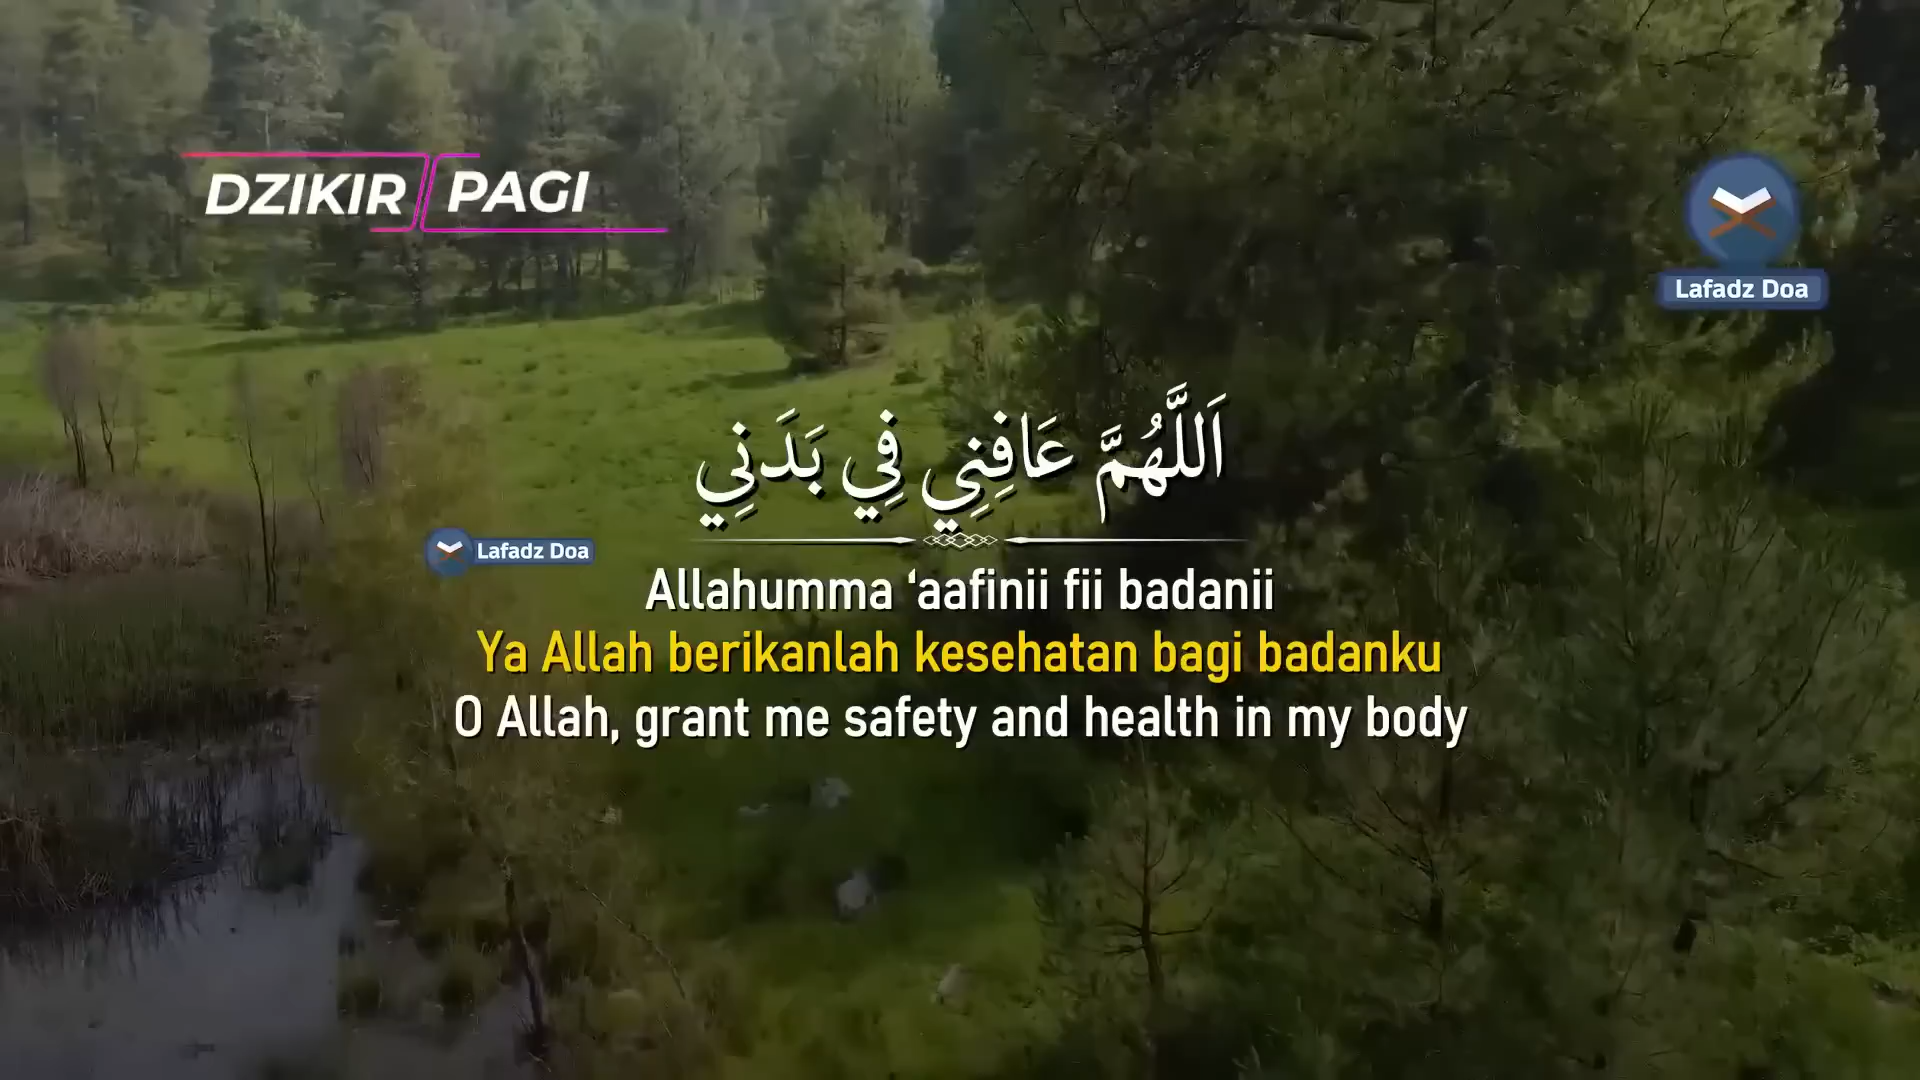 DZIKIR PAGI
Lafadz Doa
اَللَّهُمَّ عَافِنِي فِي بَدَنِي
Lafadz Doa
Allahumma ‘aafinii fii badanii
Ya Allah berikanlah kesehatan bagi badanku
O Allah, grant me safety and health in my body